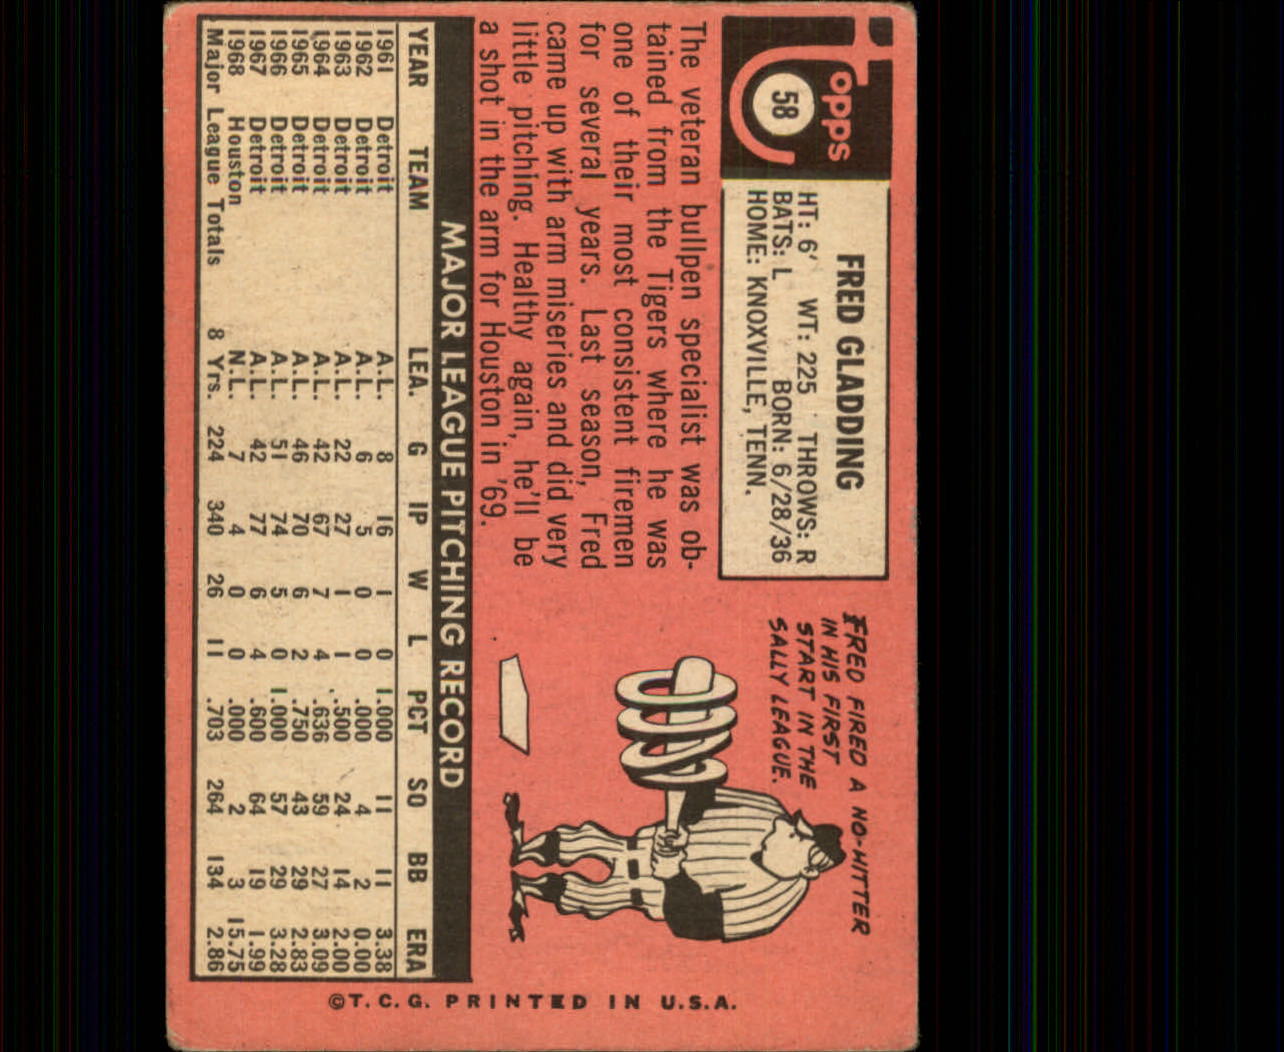 Topps
58
FRED GLADDING
HT: 6' WT: 225 THROWS: R
BATS: L BORN: 6/28/36
HOME: KNOXVILLE, TENN.
The veteran bullpen specialist was ob-
tained from the Tigers where he was
one of their most consistent firemen
for several years. Last season, Fred
came up with arm miseries and did very
little pitching. Healthy again, he'll be
a shot in the arm for Houston in '69.
FRED FIRED A NO-HITTER
IN HIS FIRST
START IN THE
SALLY LEAGUE.
MAJOR LEAGUE PITCHING RECORD
YEAR TEAM LEA. G IP W L PCT SO BB ERA
1961 Detroit A.L. 8 16 1 0 1.000 11 11 3.38
1962 Detroit A.L. 6 5 0 0 .000 4 2 0.00
1963 Detroit A.L. 22 27 1 1 .500 24 14 2.00
1964 Detroit A.L. 42 67 7 4 .636 59 27 3.09
1965 Detroit A.L. 46 70 6 2 .750 43 29 2.83
1966 Detroit A.L. 51 74 5 0 1.000 57 29 3.28
1967 Detroit A.L. 42 77 6 4 .600 64 19 1.99
1968 Houston N.L. 7 4 0 0 .000 2 3 15.75
Major League Totals 8 Yrs. 224 340 26 11 .703 264 134 2.86
©T.C.G. PRINTED IN U.S.A.